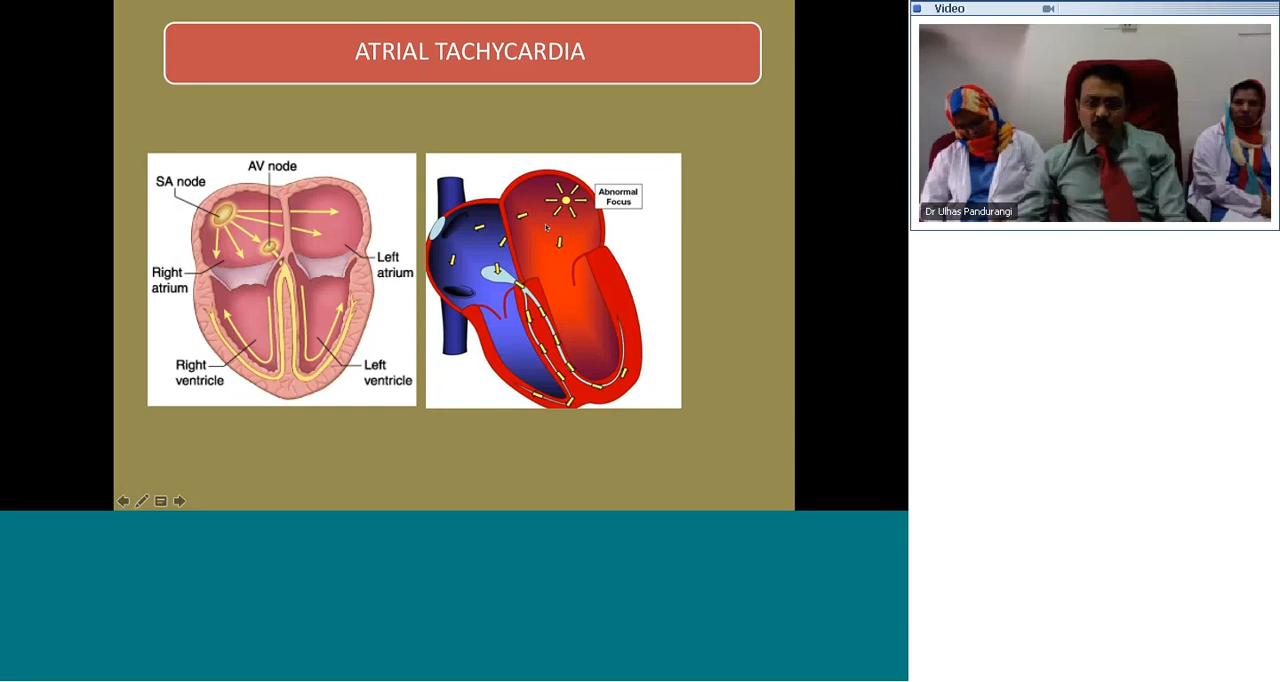 ATRIAL TACHYCARDIA
AV node
SA node
Left
atrium
Right
atrium
Right
ventricle
Left
ventricle
Abnormal
Focus
Video
Dr Ulhas Pandurangi